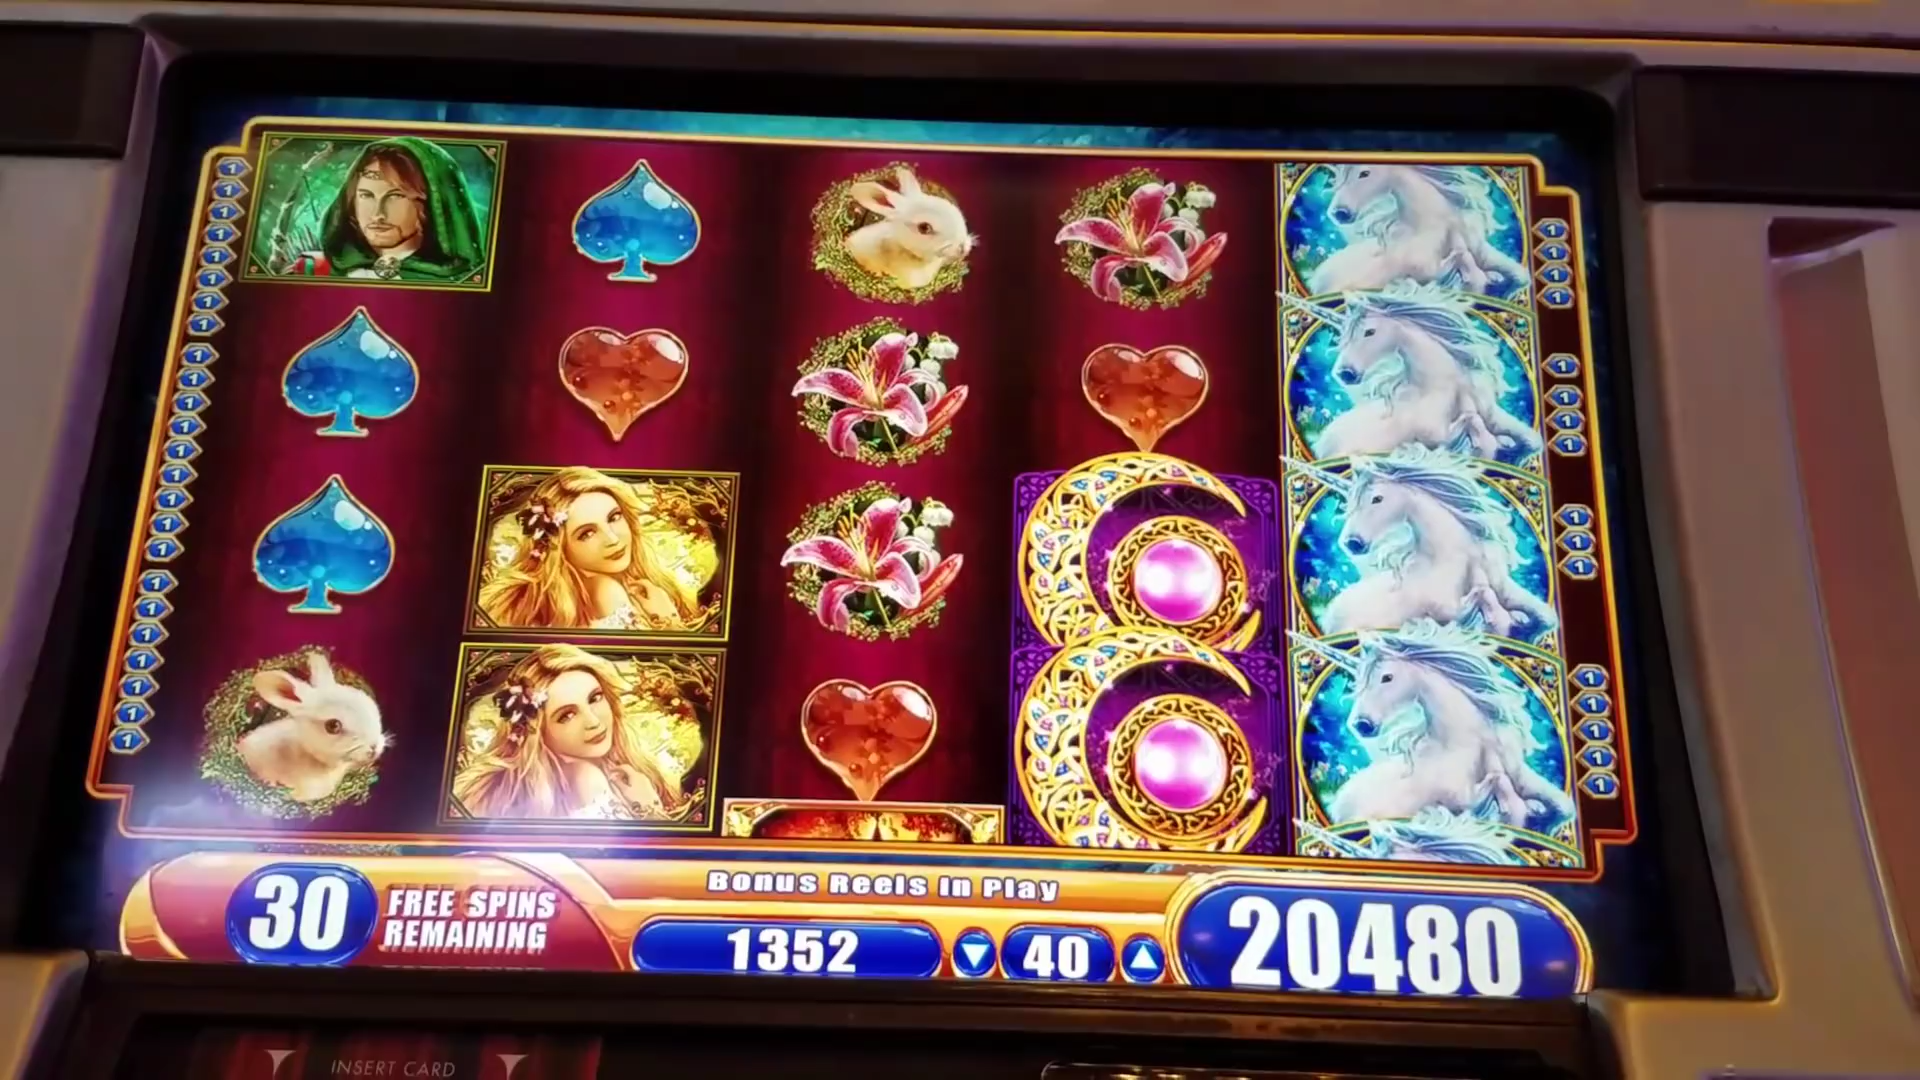 30
FREE SPINS
REMAINING
Bonus Reels In Play
1352
40
20480
INSERT CARD